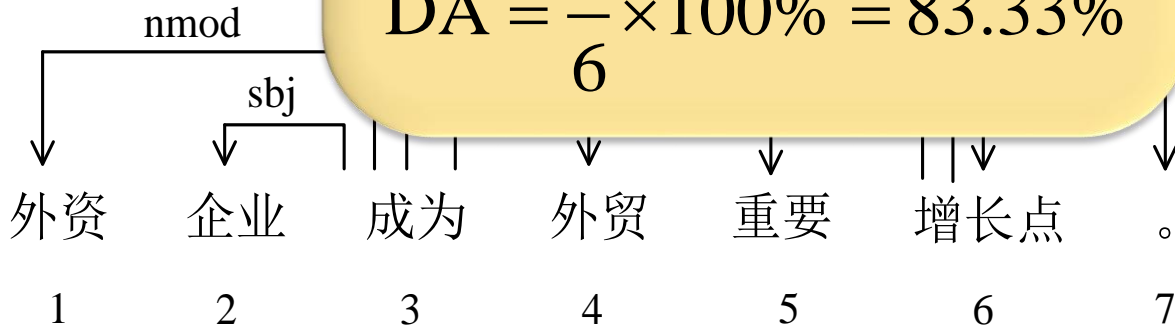 DA = — ×100% = 83.33%
6
nmod
sbj
外资 企业 成为 外贸 重要 增长点 。
1 2 3 4 5 6 7